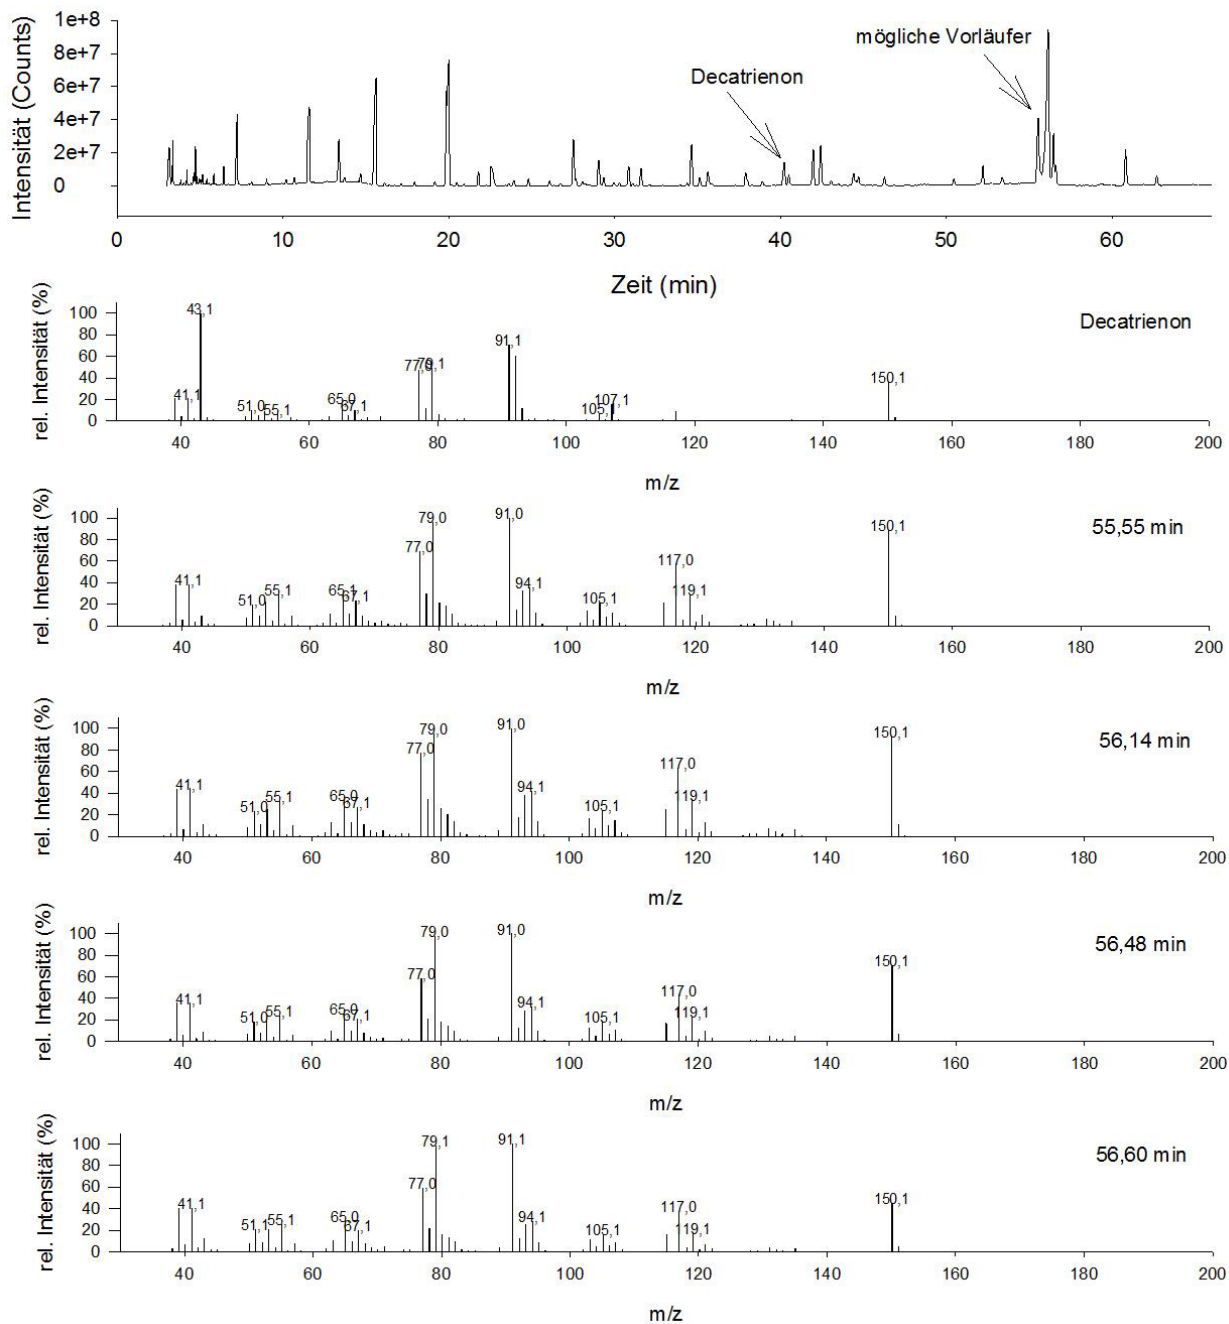 Intensität (Counts)
1e+8
8e+7
6e+7
4e+7
2e+7
0
mögliche Vorläufer
Decatrienon
0 10 20 30 40 50 60
Zeit (min)
rel. Intensität (%)
100
80
60
40
20
0
Decatrienon
43,1
91,1
77,0 79,1
41,1 51,0 55,1 65,0 67,1 105,1 107,1 150,1
40 60 80 100 120 140 160 180 200
m/z
rel. Intensität (%)
100
80
60
40
20
0
55,55 min
79,0 91,0 150,1
77,0 117,0
41,1 51,0 55,1 65,1 67,1 94,1 105,1 119,1
40 60 80 100 120 140 160 180 200
m/z
rel. Intensität (%)
100
80
60
40
20
0
56,14 min
79,0 91,0 150,1
77,0 117,0
41,1 51,0 55,1 65,0 67,1 94,1 105,1 119,1
40 60 80 100 120 140 160 180 200
m/z
rel. Intensität (%)
100
80
60
40
20
0
56,48 min
79,0 91,0
77,0 117,0 150,1
41,1 51,0 55,1 65,0 67,1 94,1 105,1 119,1
40 60 80 100 120 140 160 180 200
m/z
rel. Intensität (%)
100
80
60
40
20
0
56,60 min
79,1 91,1
77,0 117,0 150,1
41,1 51,1 55,1 65,0 67,1 94,1 105,1 119,1
40 60 80 100 120 140 160 180 200
m/z